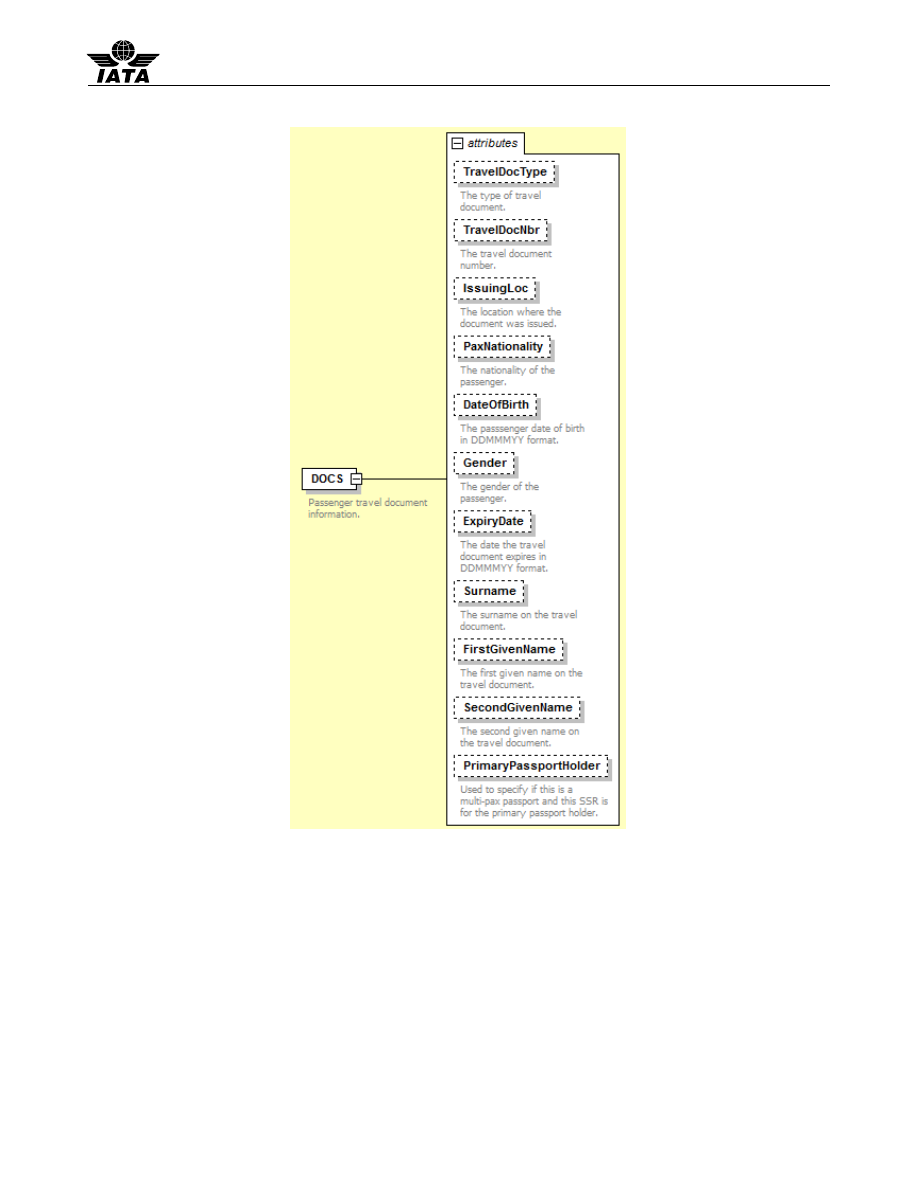 IATA
attributes
TravelDocType
The type of travel
document.
TravelDocNbr
The travel document
number.
IssuingLoc
The location where the
document was issued.
PaxNationality
The nationality of the
passenger.
DateOfBirth
The passsenger date of birth
in DDMMMYY format.
Gender
The gender of the
passenger.
DOCS
Passenger travel document
information.
ExpiryDate
The date the travel
document expires in
DDMMMYY format.
Surname
The surname on the travel
document.
FirstGivenName
The first given name on the
travel document.
SecondGivenName
The second given name on
the travel document.
PrimaryPassportHolder
Used to specify if this is a
multi-pax passport and this SSR is
for the primary passport holder.